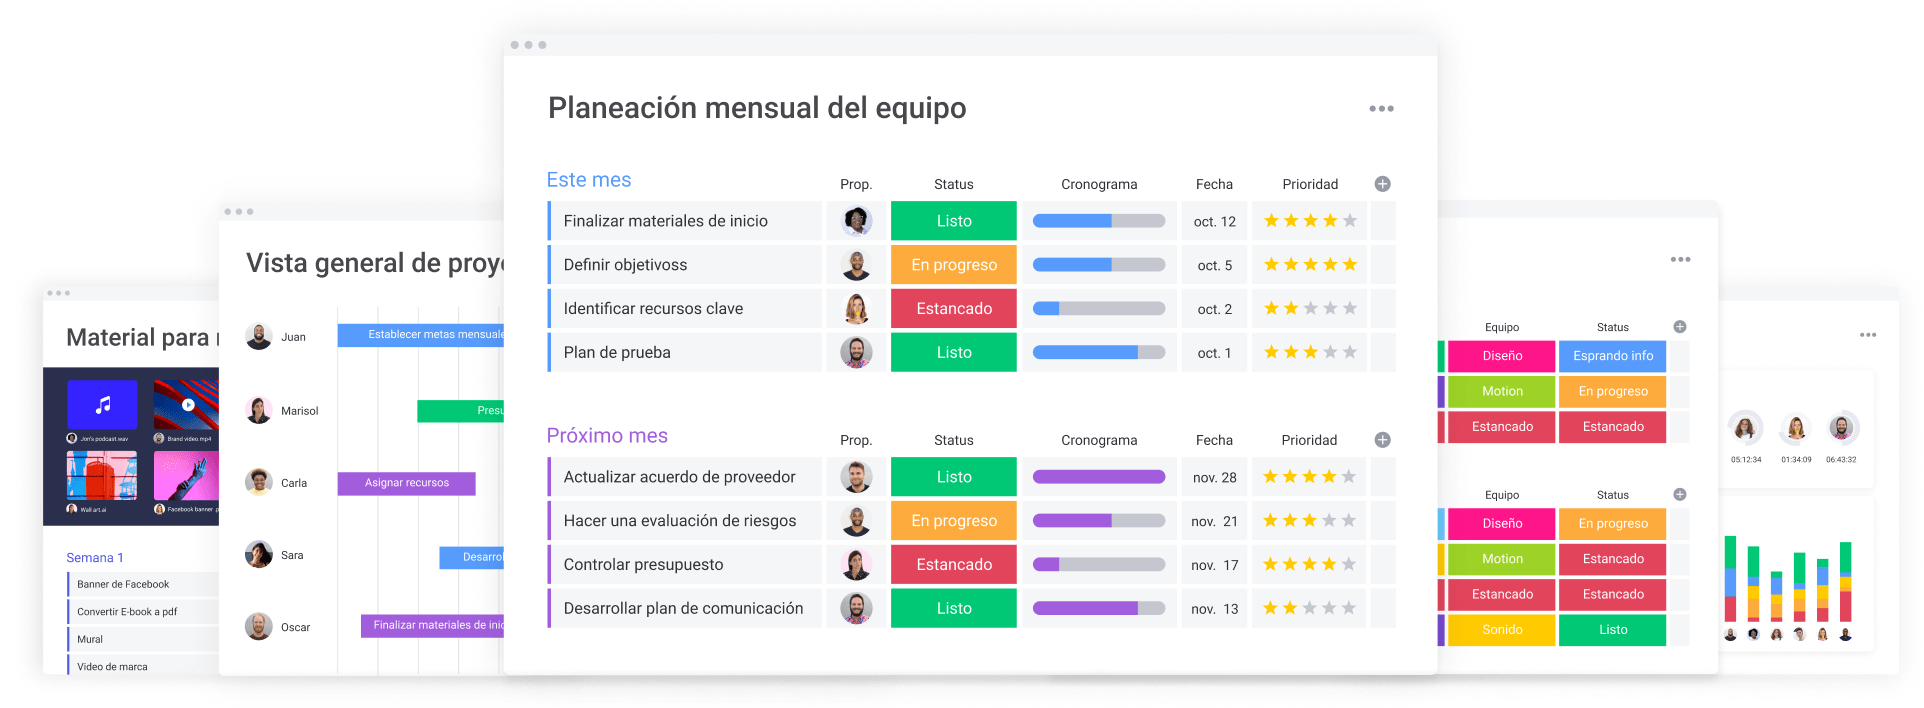 Planeación mensual del equipo
Este mes
Prop. Status Cronograma Fecha Prioridad
Finalizar materiales de inicio Listo oct. 12
Definir objetivoss En progreso oct. 5
Identificar recursos clave Estancado oct. 2
Plan de prueba Listo oct. 1
Próximo mes
Prop. Status Cronograma Fecha Prioridad
Actualizar acuerdo de proveedor Listo nov. 28
Hacer una evaluación de riesgos En progreso nov. 21
Controlar presupuesto Estancado nov. 17
Desarrollar plan de comunicación Listo nov. 13
Vista general de proye
Juan Establecer metas mensuale
Marisol Presu
Carla Asignar recursos
Sara Desarrol
Oscar Finalizar materiales de inic
Material para
Jon's podcast.wav Brand video.mp4
Wall art.ai Facebook banner .p
Semana 1
Banner de Facebook
Convertir E-book a pdf
Mural
Video de marca
Equipo Status
Diseño Esprando info
Motion En progreso
Estancado Estancado
Equipo Status
Diseño En progreso
Motion Estancado
Estancado Estancado
Sonido Listo
05:12:34 01:34:09 06:43:32